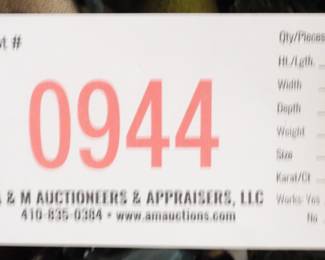 #
Qty/Pieces
Ht./Lgth.
Width
Depth
Weight
Size
Karat/Ct
Works: Yes
No
0944
& M AUCTIONEERS & APPRAISERS, LLC
410-835-0384 • www.amauctions.com